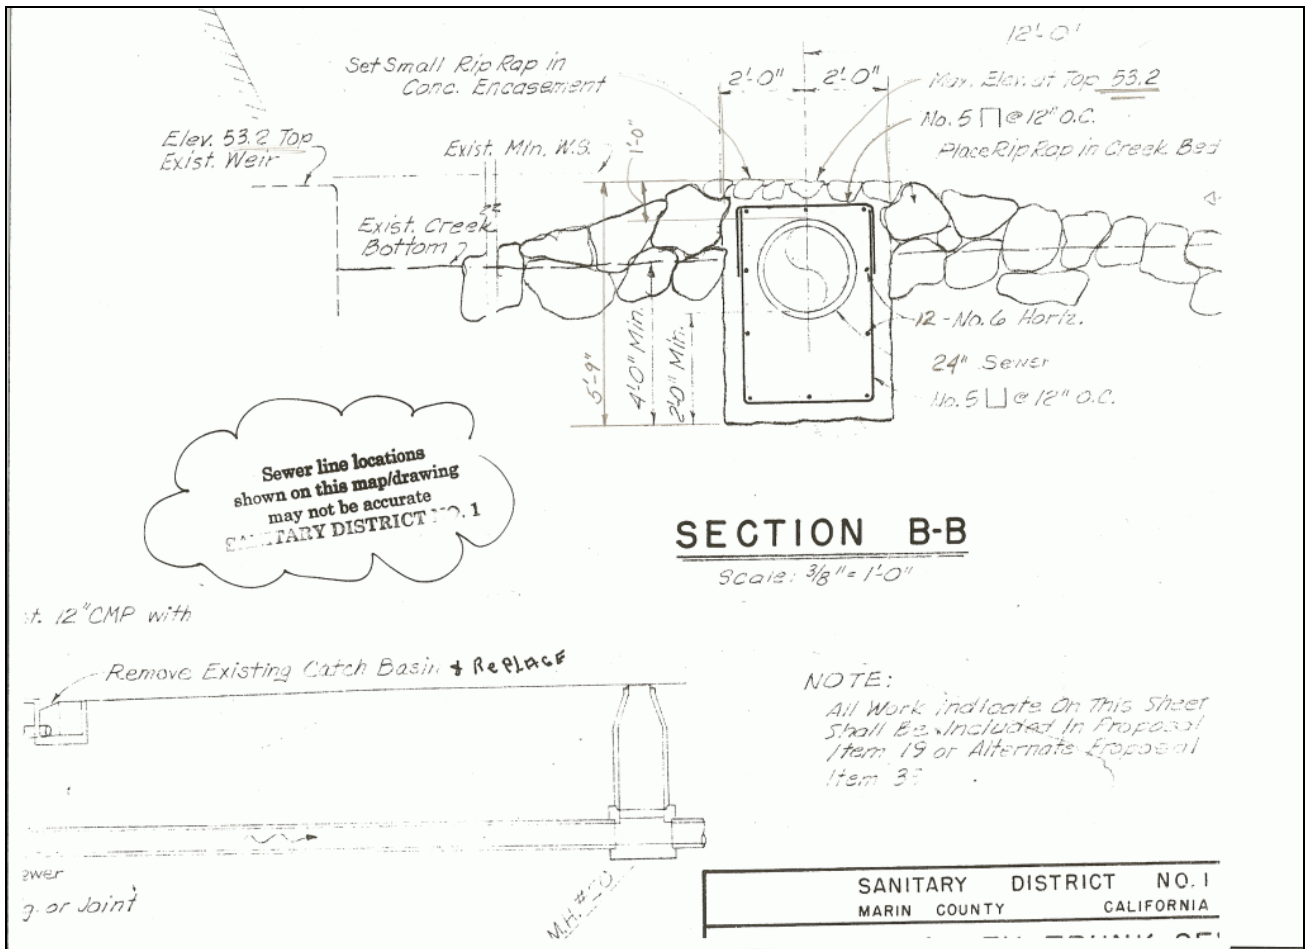 12'-0"
Set Small Rip Rap in
Conc. Encasement
2'-0" 2'-0"
Max. Elev. at Top 53.2
No. 5 @ 12" O.C.
Place Rip Rap in Creek Bed
Elev. 53.2 Top
Exist. Weir
Exist. Min. W.S.
1'-0"
Exist. Creek
Bottom
5'-9"
4'-0" Min.
2'-0" Min.
12-No. 6 Horiz.
24" Sewer
No. 5 @ 12" O.C.
Sewer line locations
shown on this map/drawing
may not be accurate
SANITARY DISTRICT NO. 1
SECTION B-B
Scale: 3/8" = 1'-0"
t. 12" CMP with
Remove Existing Catch Basin & RePLACE
NOTE:
All Work indicate On This Sheet
Shall Be Included In Proposal
Item 19 or Alternate Proposal
Item
ewer
g. or Joint
M.H. #20
SANITARY DISTRICT NO. 1
MARIN COUNTY CALIFORNIA
TRUNK